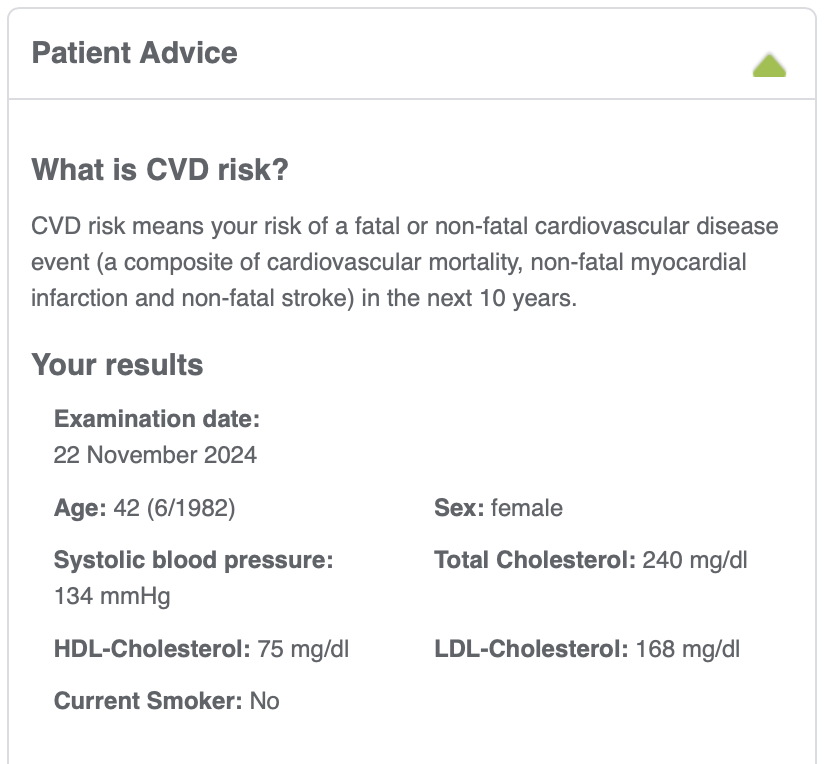 Patient Advice
What is CVD risk?
CVD risk means your risk of a fatal or non-fatal cardiovascular disease
event (a composite of cardiovascular mortality, non-fatal myocardial
infarction and non-fatal stroke) in the next 10 years.
Your results
Examination date:
22 November 2024
Age: 42 (6/1982)
Sex: female
Systolic blood pressure:
134 mmHg
Total Cholesterol: 240 mg/dl
HDL-Cholesterol: 75 mg/dl
LDL-Cholesterol: 168 mg/dl
Current Smoker: No